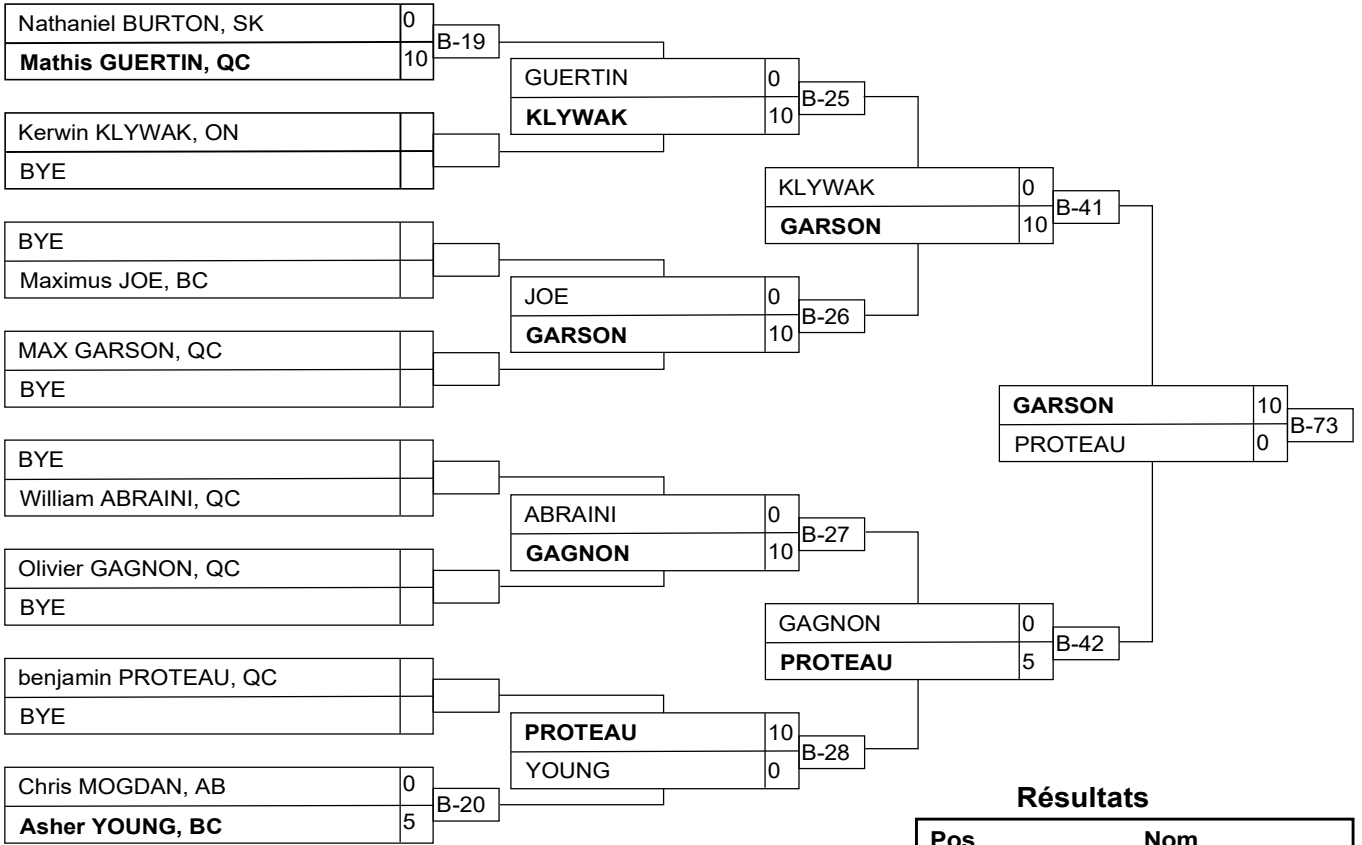 Nathaniel BURTON, SK 0
Mathis GUERTIN, QC 10
B-19
Kerwin KLYWAK, ON
BYE
BYE
Maximus JOE, BC
MAX GARSON, QC
BYE
BYE
William ABRAINI, QC
Olivier GAGNON, QC
BYE
benjamin PROTEAU, QC
BYE
Chris MOGDAN, AB 0
Asher YOUNG, BC 5
B-20
GUERTIN 0
KLYWAK 10
B-25
JOE 0
GARSON 10
B-26
ABRAINI 0
GAGNON 10
B-27
PROTEAU 10
YOUNG 0
B-28
KLYWAK 0
GARSON 10
B-41
GAGNON 0
PROTEAU 5
B-42
GARSON 10
PROTEAU 0
B-73
Résultats
Pos Nom